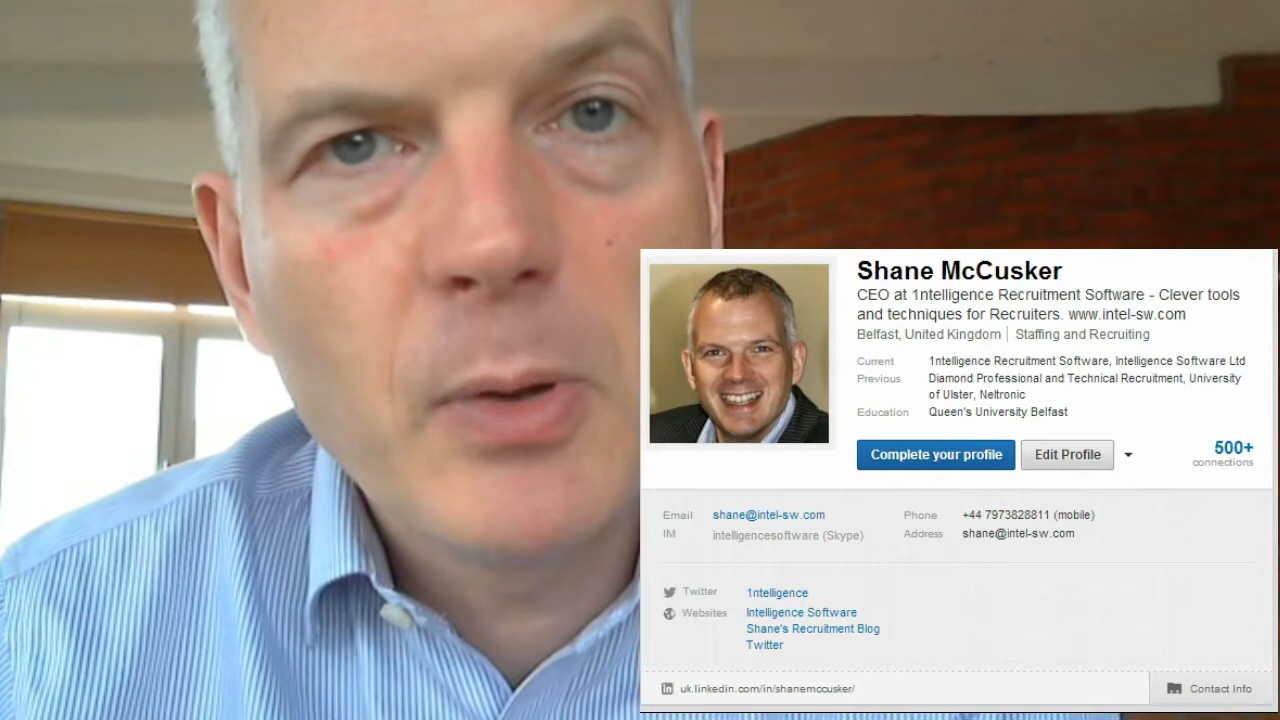 Shane McCusker
CEO at 1ntelligence Recruitment Software - Clever tools
and techniques for Recruiters. www.intel-sw.com
Belfast, United Kingdom | Staffing and Recruiting
Current 1ntelligence Recruitment Software, Intelligence Software Ltd
Previous Diamond Professional and Technical Recruitment, University
of Ulster, Neltronic
Education Queen's University Belfast
Complete your profile Edit Profile 500+
connections
Email shane@intel-sw.com Phone +44 7973828811 (mobile)
IM intelligencesoftware (Skype) Address shane@intel-sw.com
Twitter 1ntelligence
Websites Intelligence Software
Shane's Recruitment Blog
Twitter
uk.linkedin.com/in/shanemccusker/ Contact Info